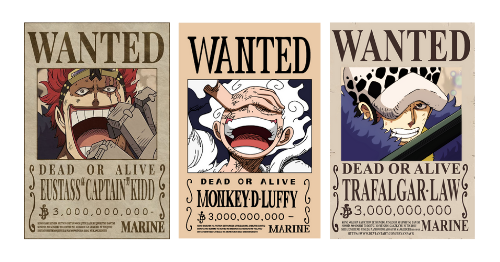 WANTED
DEAD OR ALIVE
EUSTASS"CAPTAIN"KIDD
฿3,000,000,000-
MARINE
WANTED
DEAD OR ALIVE
MONKEY·D·LUFFY
฿3,000,000,000-
MARINE
WANTED
DEAD OR ALIVE
TRAFALGAR·LAW
฿3,000,000,000
MARINE